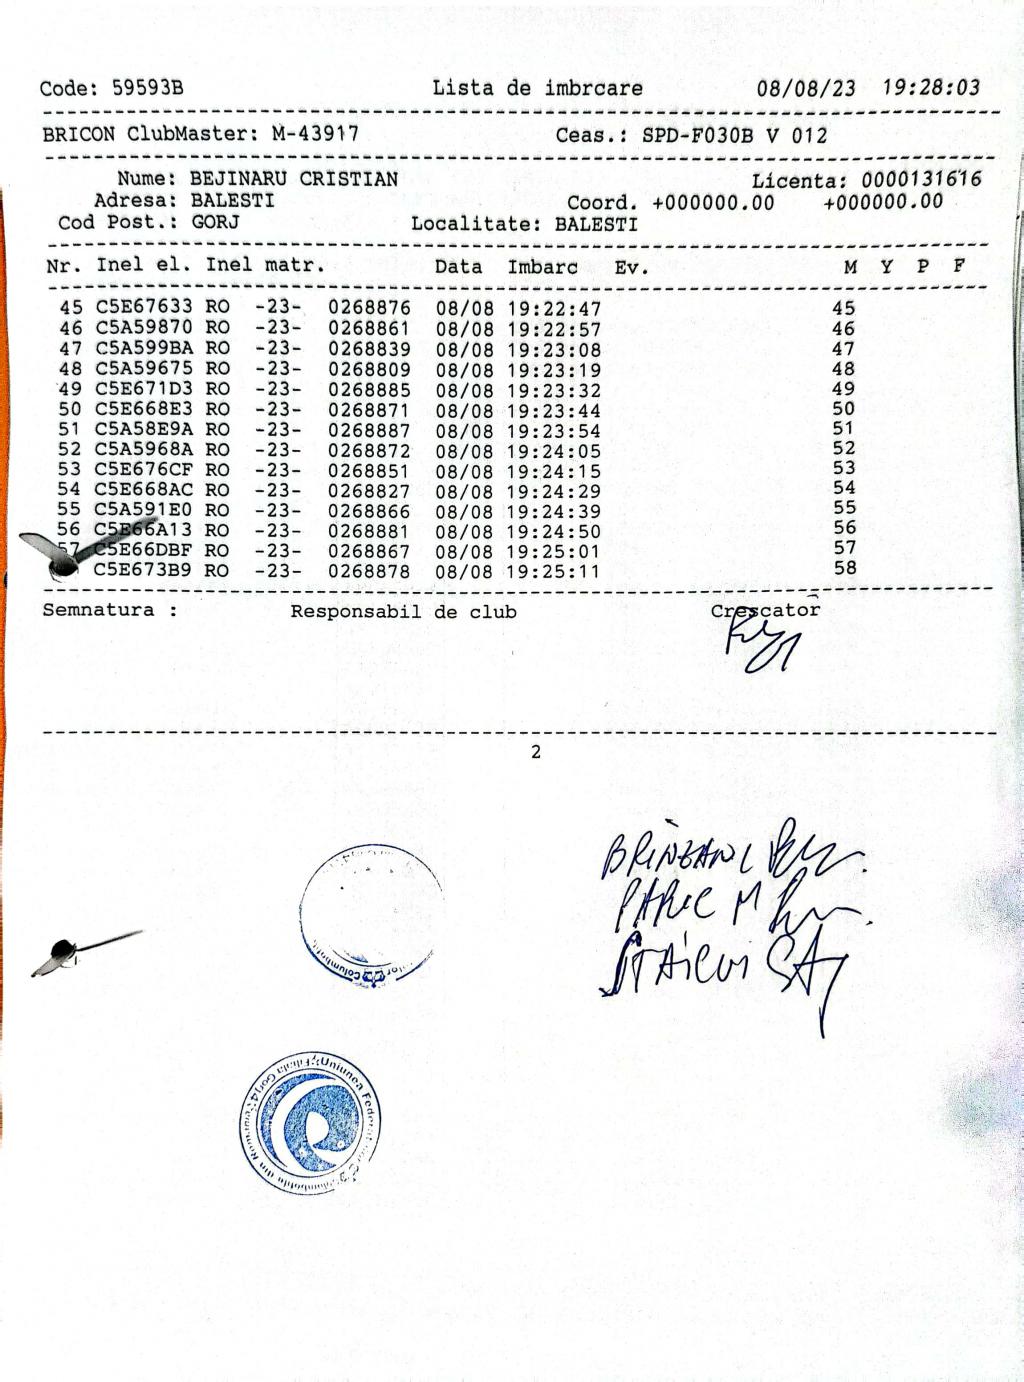 Code: 59593B Lista de imbrcare 08/08/23 19:28:03
BRICON ClubMaster: M-43917 Ceas.: SPD-F030B V 012
Nume: BEJINARU CRISTIAN Licenta: 0000131616
Adresa: BALESTI Coord. +000000.00 +000000.00
Cod Post.: GORJ Localitate: BALESTI
Nr. Inel el. Inel matr. Data Imbarc Ev. M Y P F
45 C5E67633 RO -23- 0268876 08/08 19:22:47 45
46 C5A59870 RO -23- 0268861 08/08 19:22:57 46
47 C5A599BA RO -23- 0268839 08/08 19:23:08 47
48 C5A59675 RO -23- 0268809 08/08 19:23:19 48
49 C5E671D3 RO -23- 0268885 08/08 19:23:32 49
50 C5E668E3 RO -23- 0268871 08/08 19:23:44 50
51 C5A58E9A RO -23- 0268887 08/08 19:23:54 51
52 C5A5968A RO -23- 0268872 08/08 19:24:05 52
53 C5E676CF RO -23- 0268851 08/08 19:24:15 53
54 C5E668AC RO -23- 0268827 08/08 19:24:29 54
55 C5A591E0 RO -23- 0268866 08/08 19:24:39 55
56 C5E66A13 RO -23- 0268881 08/08 19:24:50 56
57 C5E66DBF RO -23- 0268867 08/08 19:25:01 57
C5E673B9 RO -23- 0268878 08/08 19:25:11 58
Semnatura : Responsabil de club Crescator
2
STAICUI
Uniunea Filiala Gorj din